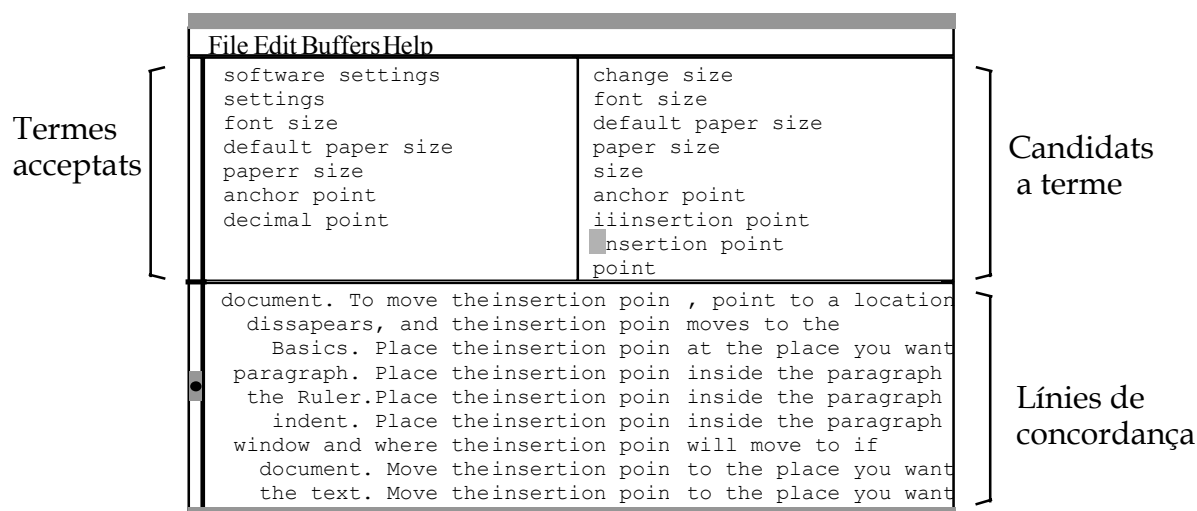 File Edit Buffers Help
Termes
acceptats
software settings
settings
font size
default paper size
paperr size
anchor point
decimal point
change size
font size
default paper size
paper size
size
anchor point
iiinsertion point
nsertion point
point
Candidats
a terme
document. To move theinsertion poin , point to a location
dissapears, and theinsertion poin moves to the
Basics. Place theinsertion poin at the place you want
paragraph. Place theinsertion poin inside the paragraph
the Ruler.Place theinsertion poin inside the paragraph
indent. Place theinsertion poin inside the paragraph
window and where theinsertion poin will move to if
document. Move theinsertion poin to the place you want
the text. Move theinsertion poin to the place you want
Línies de
concordança